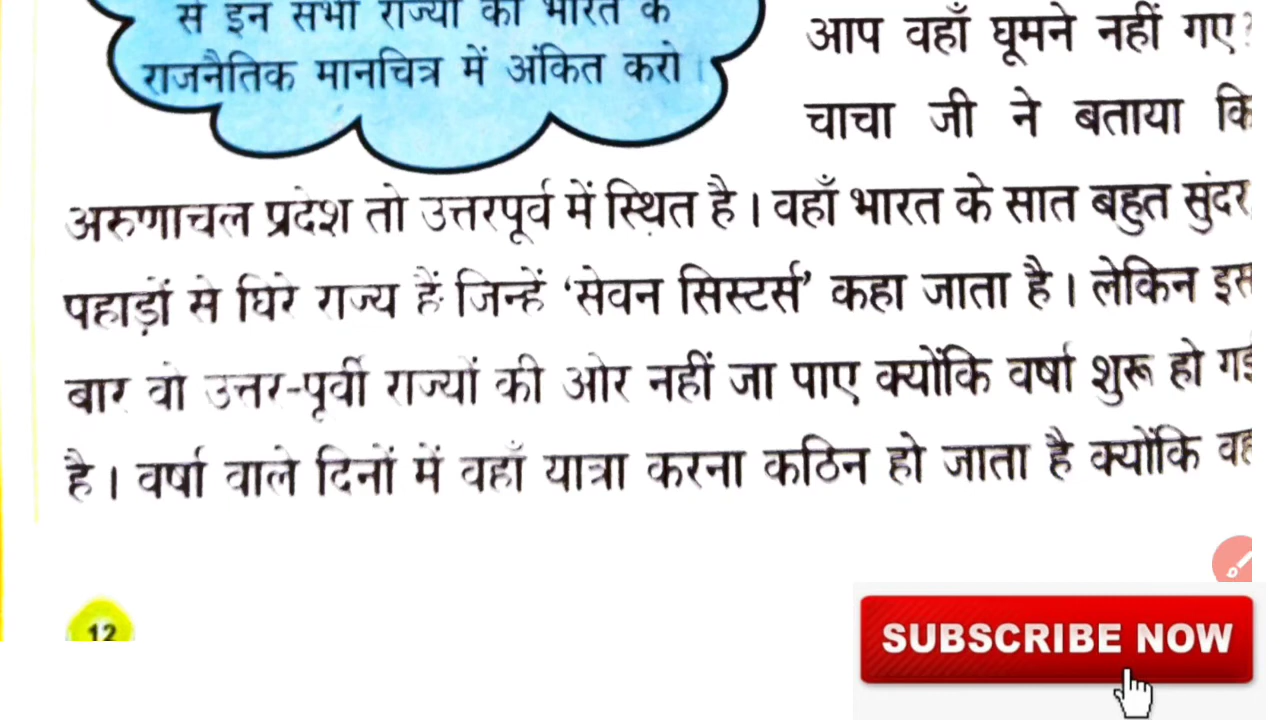 से इन सभी राज्यों को भारत के
राजनैतिक मानचित्र में अंकित करो।
आप वहाँ घूमने नहीं गए?
चाचा जी ने बताया कि
अरुणाचल प्रदेश तो उत्तरपूर्व में स्थित है। वहाँ भारत के सात बहुत सुंदर
पहाड़ों से घिरे राज्य हैं जिन्हें ‘सेवन सिस्टर्स’ कहा जाता है। लेकिन इस
बार वो उत्तर-पूर्वी राज्यों की ओर नहीं जा पाए क्योंकि वर्षा शुरू हो गई
है। वर्षा वाले दिनों में वहाँ यात्रा करना कठिन हो जाता है क्योंकि
12
SUBSCRIBE NOW